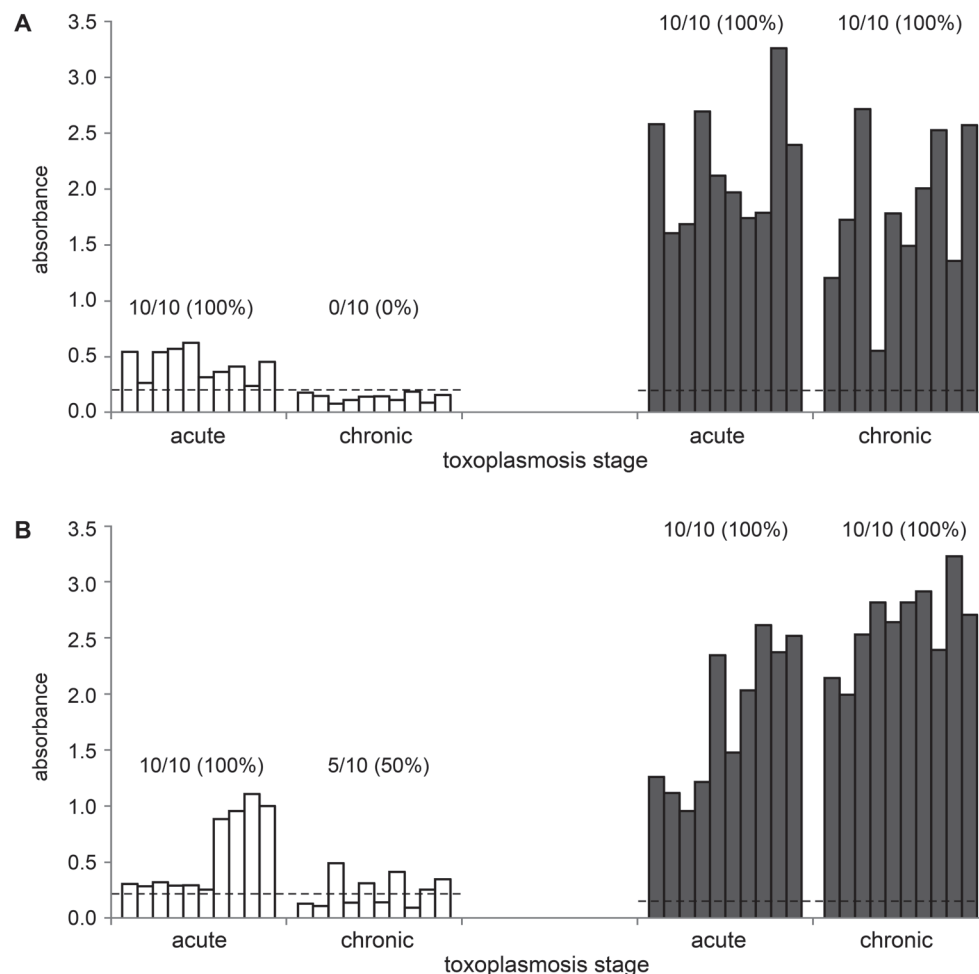 A
3.5
10/10 (100%) 10/10 (100%)
3.0
2.5
2.0
1.5
absorbance
1.0
10/10 (100%) 0/10 (0%)
0.5
0.0
acute chronic acute chronic
toxoplasmosis stage
B
3.5
10/10 (100%) 10/10 (100%)
3.0
2.5
2.0
1.5
absorbance
10/10 (100%) 5/10 (50%)
1.0
0.5
0.0
acute chronic acute chronic
toxoplasmosis stage